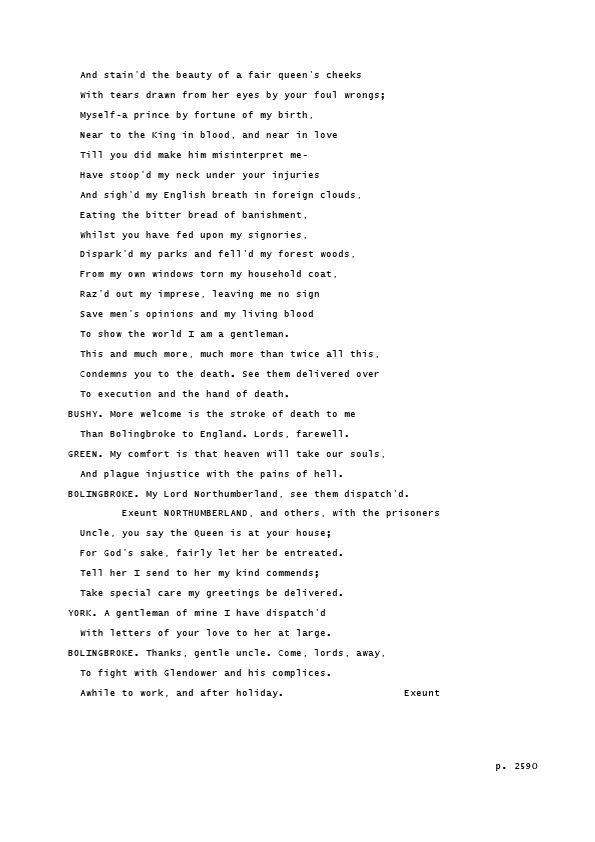 And stain'd the beauty of a fair queen's cheeks
With tears drawn from her eyes by your foul wrongs;
Myself-a prince by fortune of my birth,
Near to the King in blood, and near in love
Till you did make him misinterpret me-
Have stoop'd my neck under your injuries
And sigh'd my English breath in foreign clouds,
Eating the bitter bread of banishment,
Whilst you have fed upon my signories,
Dispark'd my parks and fell'd my forest woods,
From my own windows torn my household coat,
Raz'd out my imprese, leaving me no sign
Save men's opinions and my living blood
To show the world I am a gentleman.
This and much more, much more than twice all this,
Condemns you to the death. See them delivered over
To execution and the hand of death.
BUSHY. More welcome is the stroke of death to me
Than Bolingbroke to England. Lords, farewell.
GREEN. My comfort is that heaven will take our souls,
And plague injustice with the pains of hell.
BOLINGBROKE. My Lord Northumberland, see them dispatch'd.
Exeunt NORTHUMBERLAND, and others, with the prisoners
Uncle, you say the Queen is at your house;
For God's sake, fairly let her be entreated.
Tell her I send to her my kind commends;
Take special care my greetings be delivered.
YORK. A gentleman of mine I have dispatch'd
With letters of your love to her at large.
BOLINGBROKE. Thanks, gentle uncle. Come, lords, away,
To fight with Glendower and his complices.
Awhile to work, and after holiday. Exeunt
p. 2590